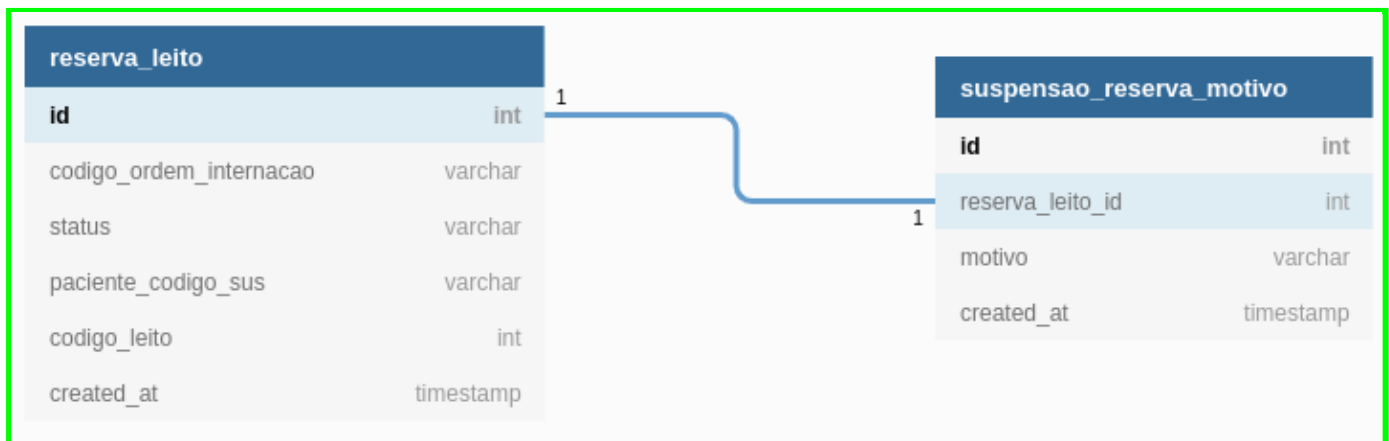 reserva_leito
id int
codigo_ordem_internacao varchar
status varchar
paciente_codigo_sus varchar
codigo_leito int
created_at timestamp
1
1
suspensao_reserva_motivo
id int
reserva_leito_id int
motivo varchar
created_at timestamp